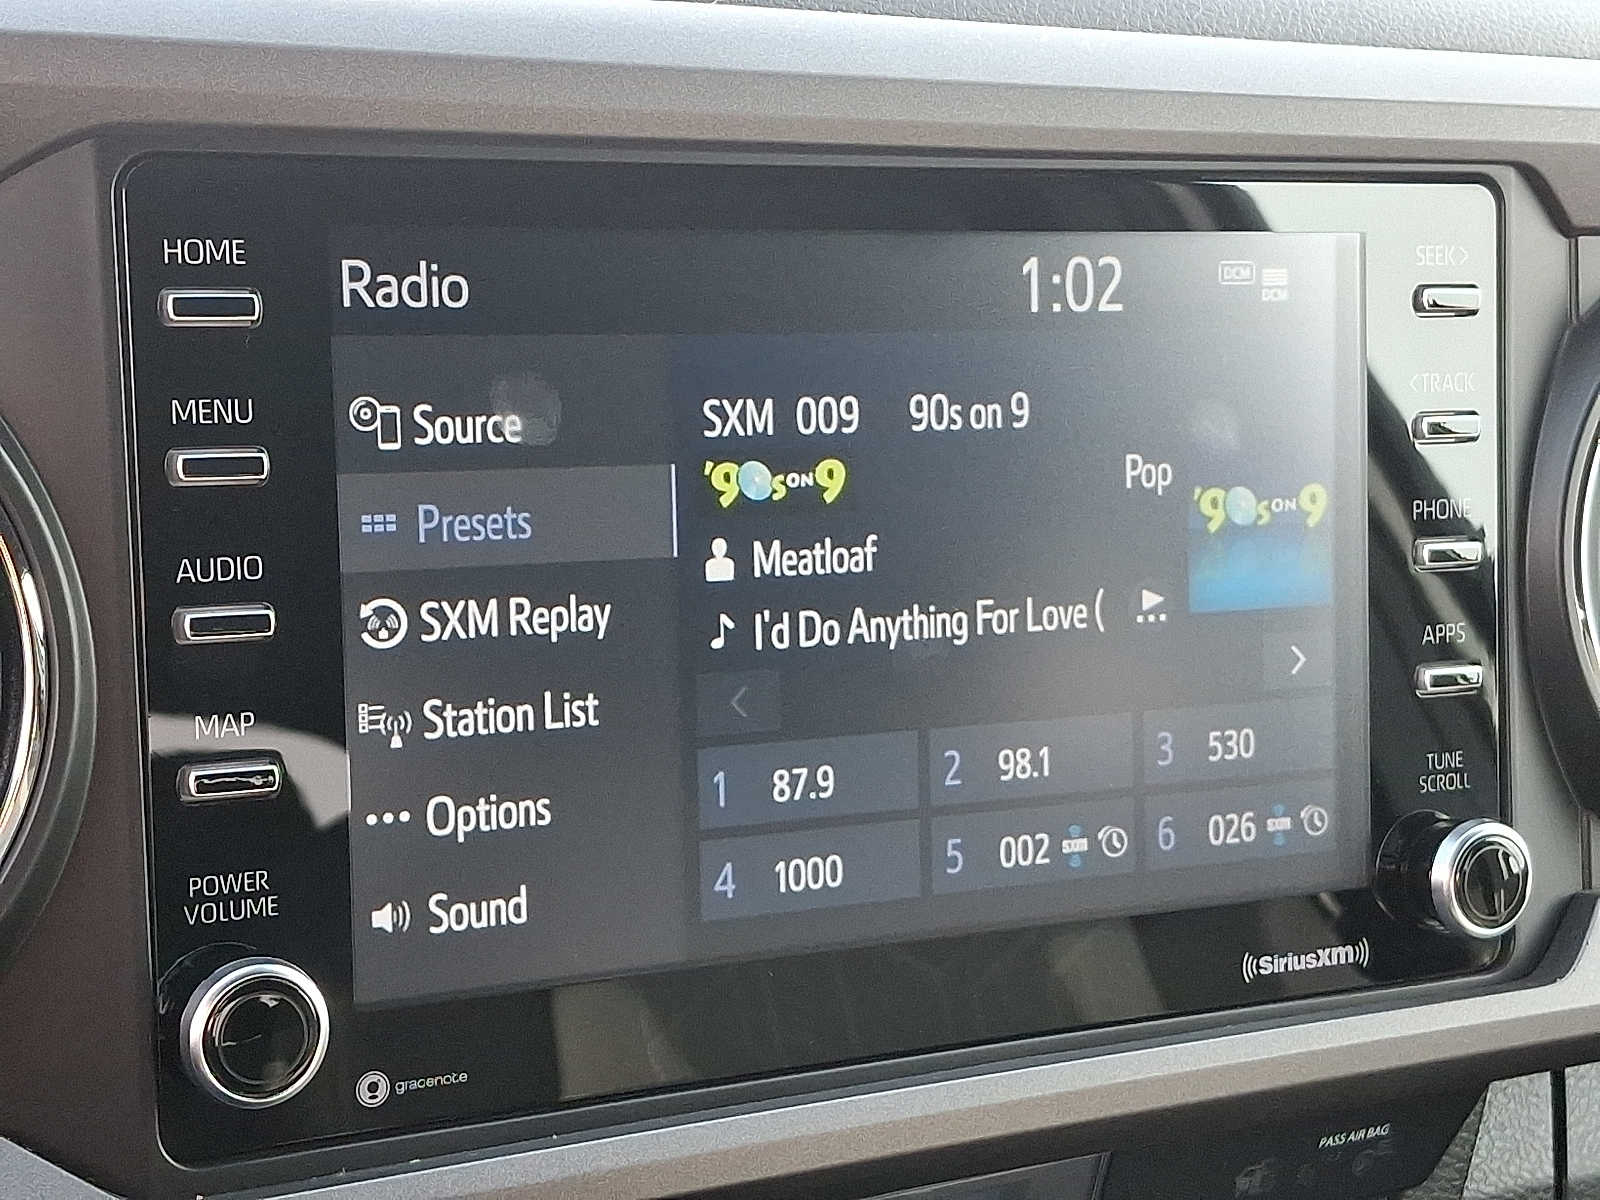 HOME
MENU
AUDIO
MAP
POWER
VOLUME
Radio
1:02
DCM
DCM
Source
Presets
SXM Replay
Station List
Options
Sound
SXM 009 90s on 9
'90s ON 9
Pop
'90s ON 9
Meatloaf
I'd Do Anything For Love (
1 87.9
2 98.1
3 530
4 1000
5 002 SXM
6 026 SXM
SEEK>
<TRACK
PHONE
APPS
TUNE
SCROLL
SiriusXM
gracenote
PASS AIR BAG